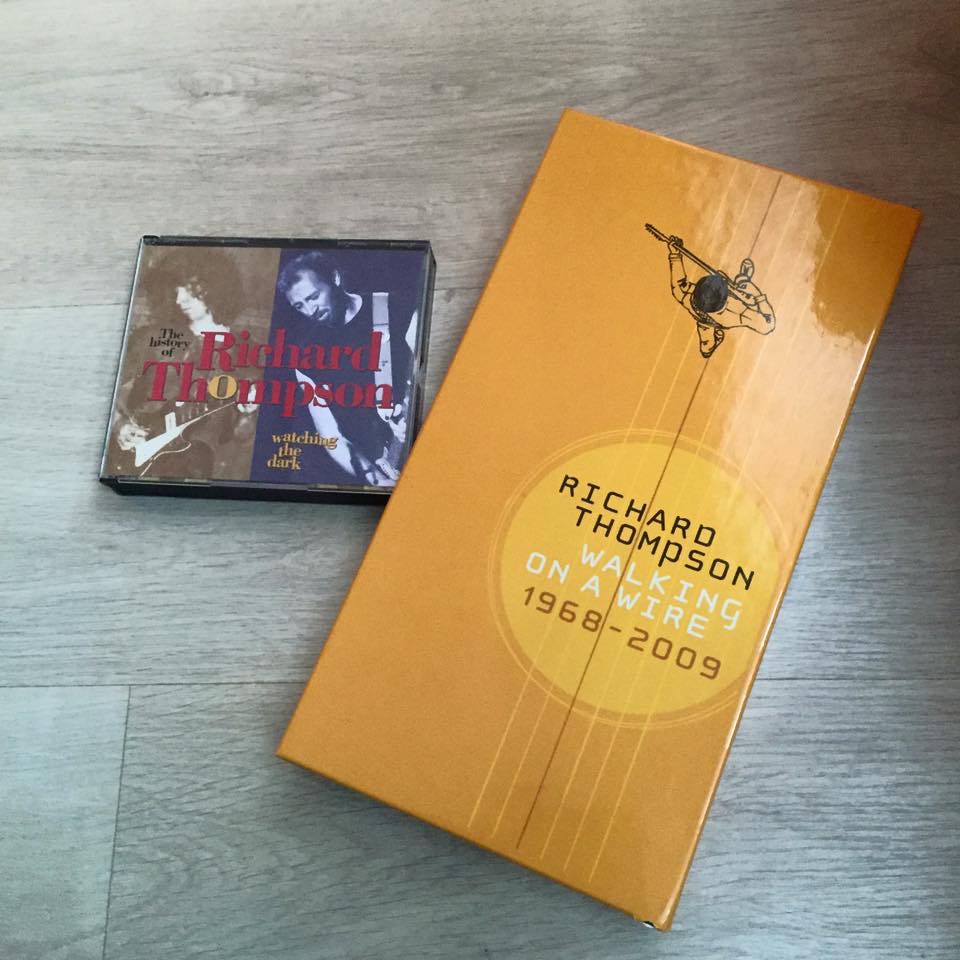 The
history
of
Richard
Thompson
watching
the
dark
RICHARD
THOMPSON
WALKING
ON A WIRE
1968-2009